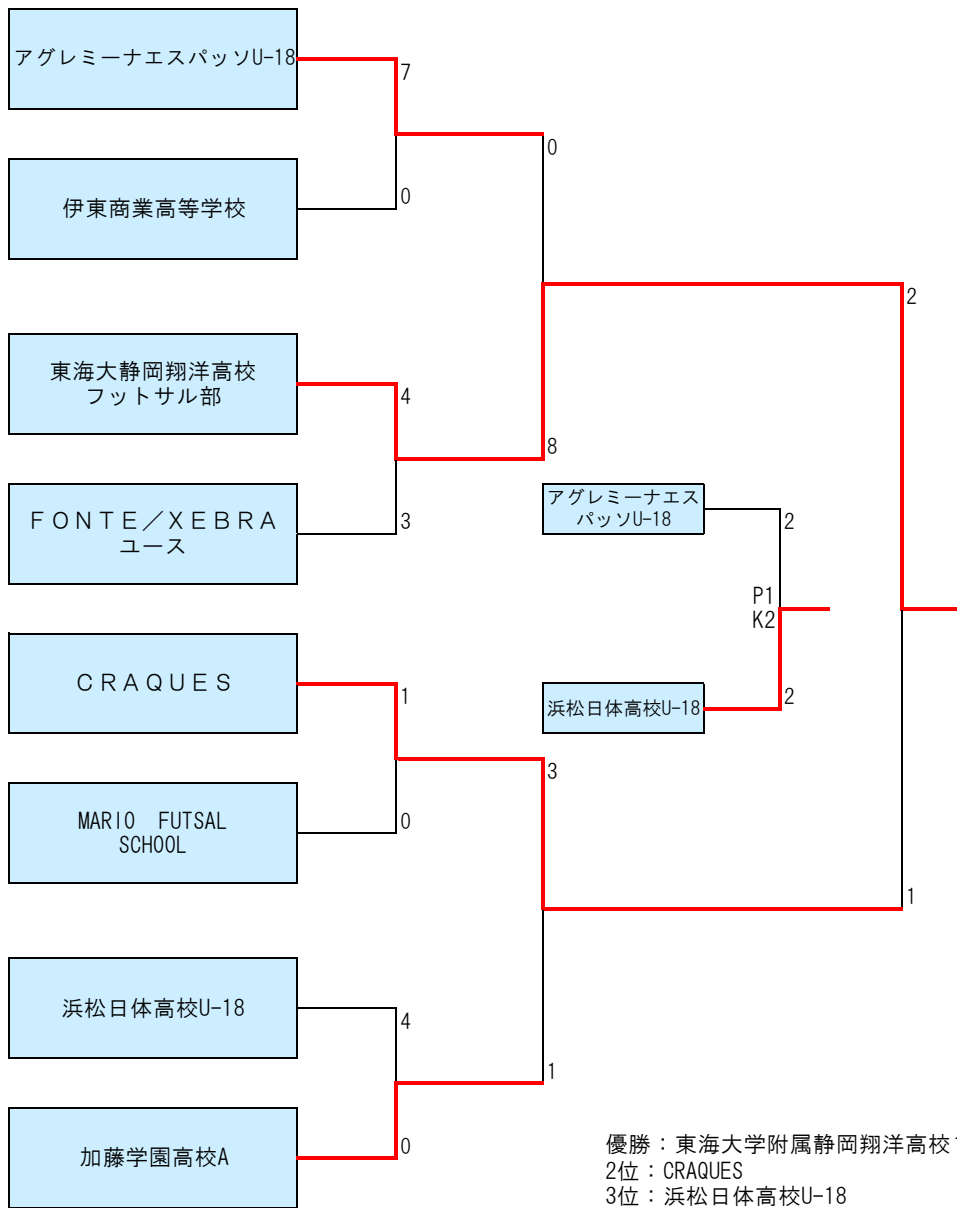 アグレミーナエスパッソU-18
7
0
伊東商業高等学校
0
2
東海大静岡翔洋高校
フットサル部
4
8
ＦＯＮＴＥ／ＸＥＢＲＡ
ユース
3
アグレミーナエス
パッソU-18
2
P1
K2
ＣＲＡＱＵＥＳ
1
浜松日体高校U-18
2
3
MARIO　FUTSAL
SCHOOL
0
1
浜松日体高校U-18
4
1
加藤学園高校A
0
優勝：東海大学附属静岡翔洋高校
2位：CRAQUES
3位：浜松日体高校U-18